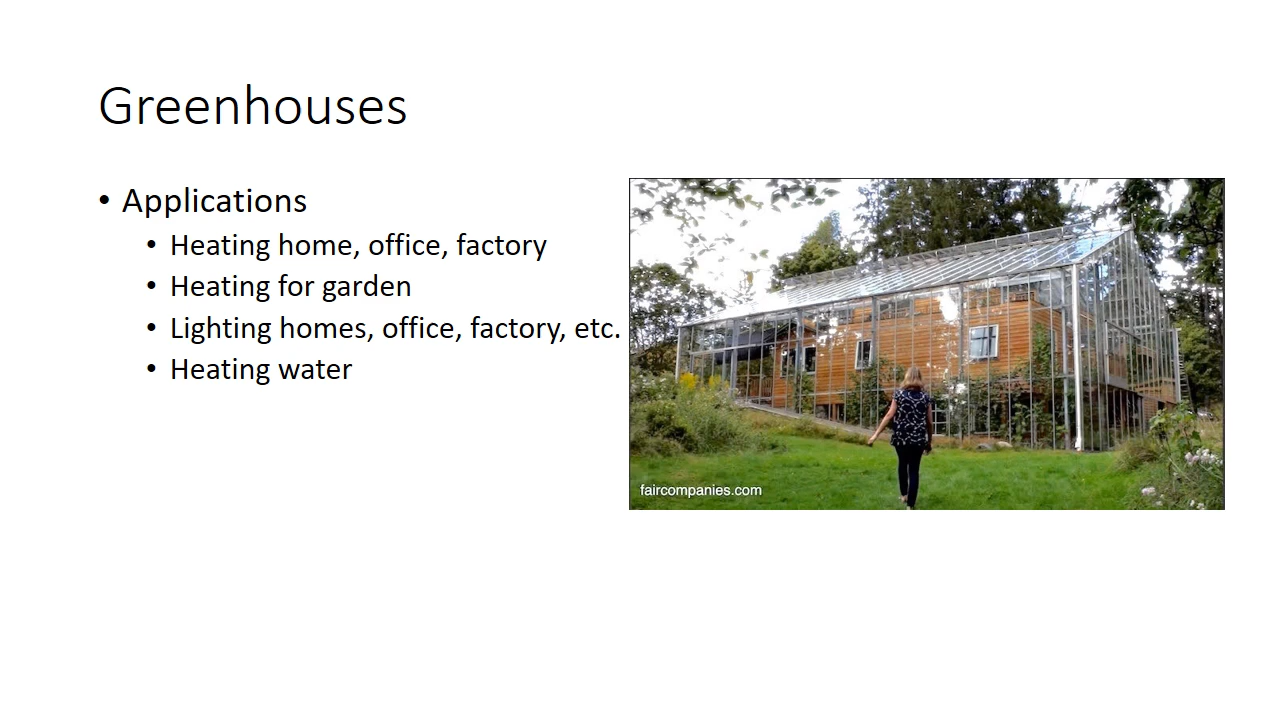 Greenhouses
• Applications
• Heating home, office, factory
• Heating for garden
• Lighting homes, office, factory, etc.
• Heating water
faircompanies.com